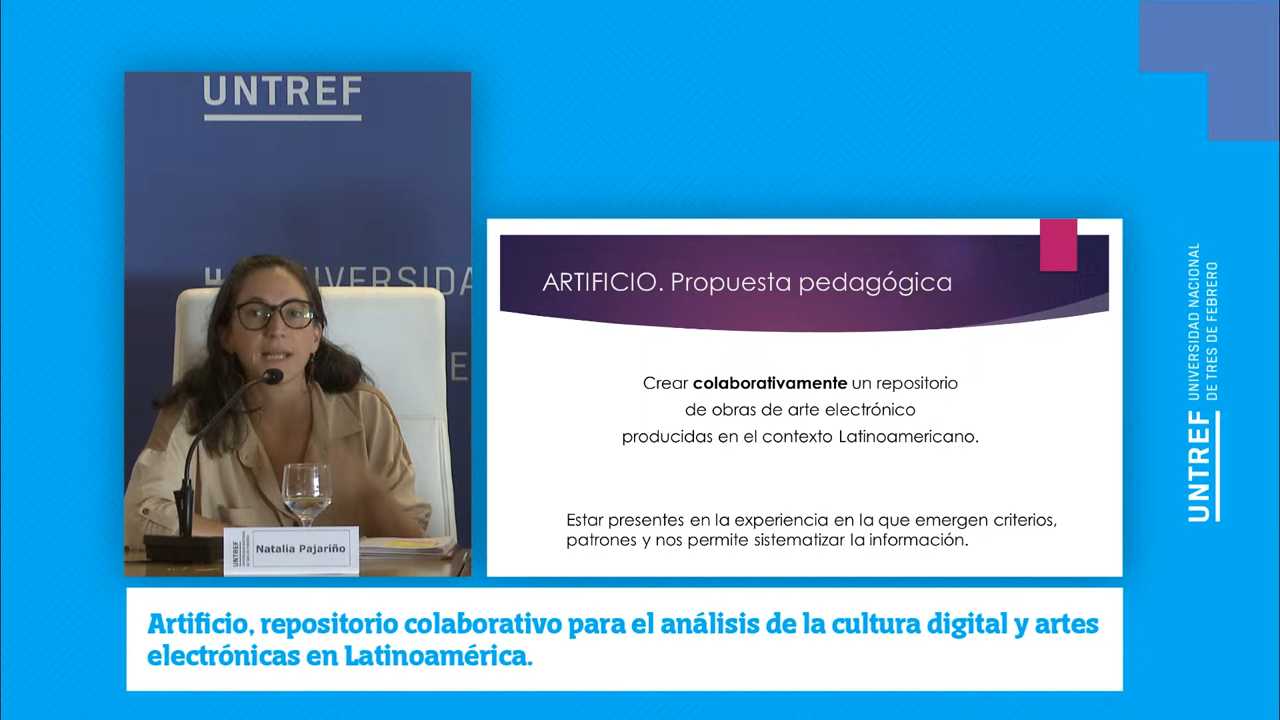 UNTREF
UNIVERSIDA
E
UNTREF
Natalia Pajariño
ARTIFICIO. Propuesta pedagógica
Crear colaborativamente un repositorio
de obras de arte electrónico
producidas en el contexto Latinoamericano.
Estar presentes en la experiencia en la que emergen criterios,
patrones y nos permite sistematizar la información.
Artificio, repositorio colaborativo para el análisis de la cultura digital y artes
electrónicas en Latinoamérica.
UNTREF
UNIVERSIDAD NACIONAL
DE TRES DE FEBRERO